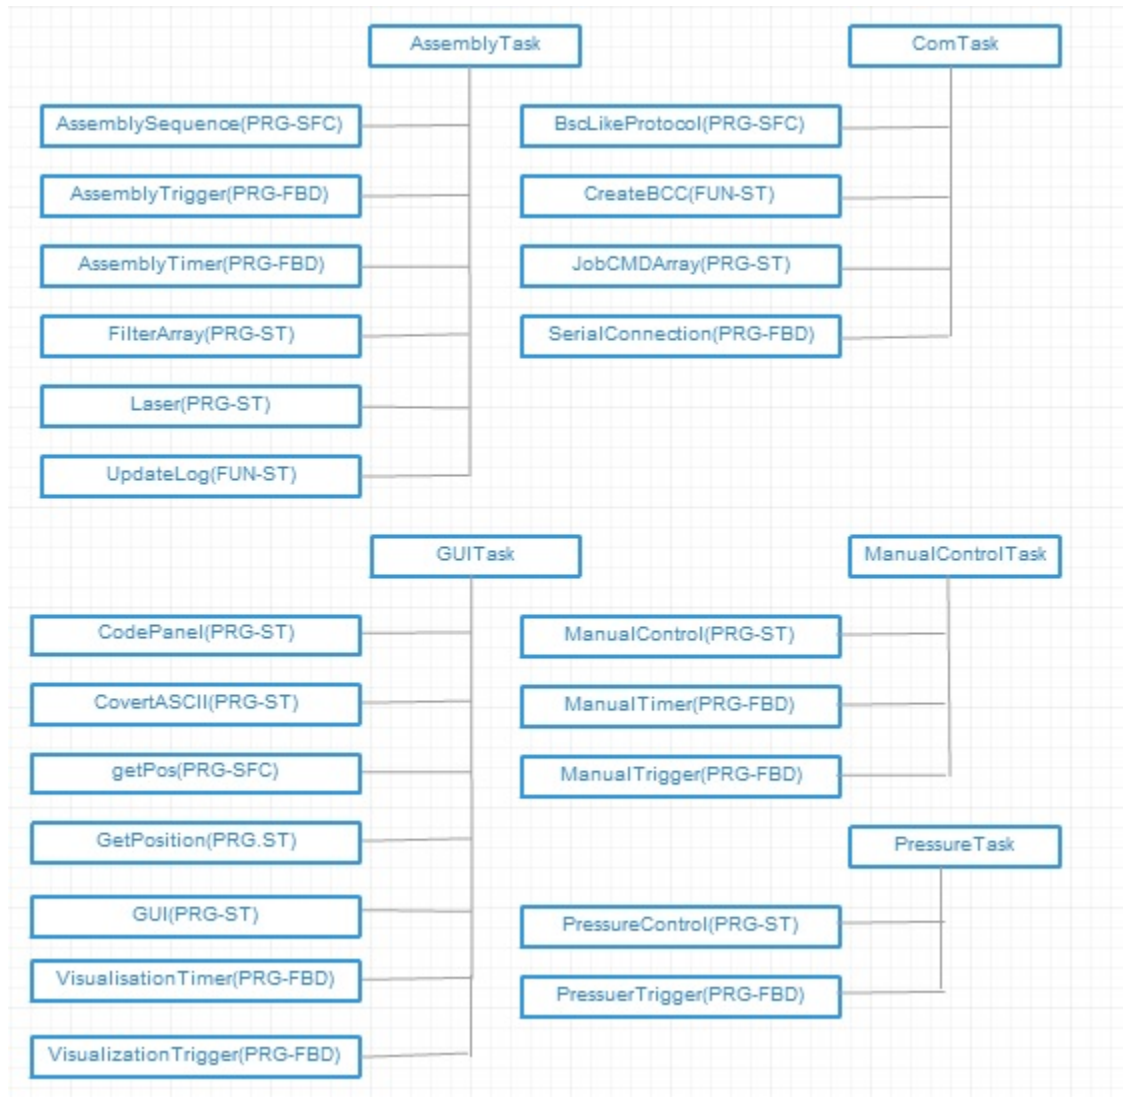 AssemblyTask
AssemblySequence(PRG-SFC)
AssemblyTrigger(PRG-FBD)
AssemblyTimer(PRG-FBD)
FilterArray(PRG-ST)
Laser(PRG-ST)
UpdateLog(FUN-ST)
ComTask
BscLikeProtocol(PRG-SFC)
CreateBCC(FUN-ST)
JobCMDArray(PRG-ST)
SerialConnection(PRG-FBD)
GUITask
CodePanel(PRG-ST)
CovertASCII(PRG-ST)
getPos(PRG-SFC)
GetPosition(PRG.ST)
GUI(PRG-ST)
VisualisationTimer(PRG-FBD)
VisualizationTrigger(PRG-FBD)
ManualControlTask
ManualControl(PRG-ST)
ManualTimer(PRG-FBD)
ManualTrigger(PRG-FBD)
PressureTask
PressureControl(PRG-ST)
PressuerTrigger(PRG-FBD)